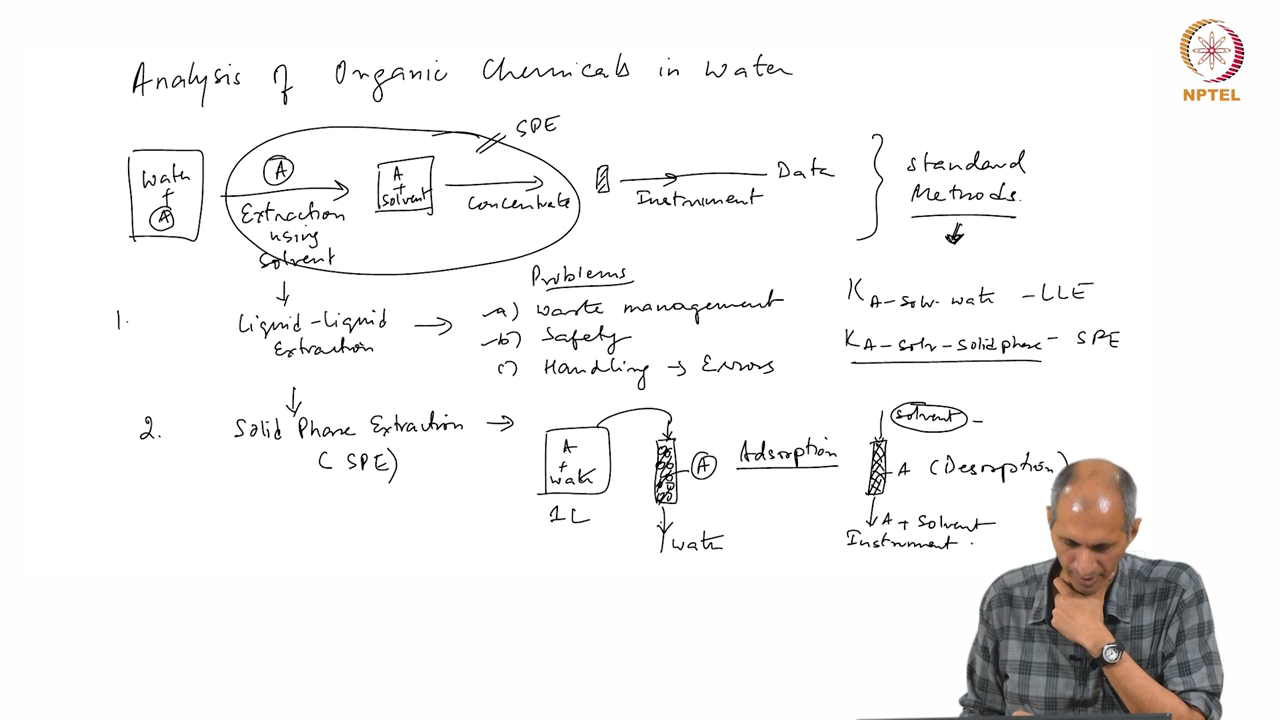 Analysis of Organic Chemicals in water
SPE
water
+
A
A
Extraction
using
solvent
A
+
solvent
Concentrate
Instrument
Data
Standard
Methods.
NPTEL
1.
Liquid-Liquid
Extraction
Problems
a) waste management
b) Safety
c) Handling → Errors
K A-solv-water - LLE
K A-solv-solid phase - SPE
2.
Solid Phase Extraction
(SPE)
A
+
water
1L
A
water
Adsorption
solvent
A (Desorption)
A + Solvent
Instrument.